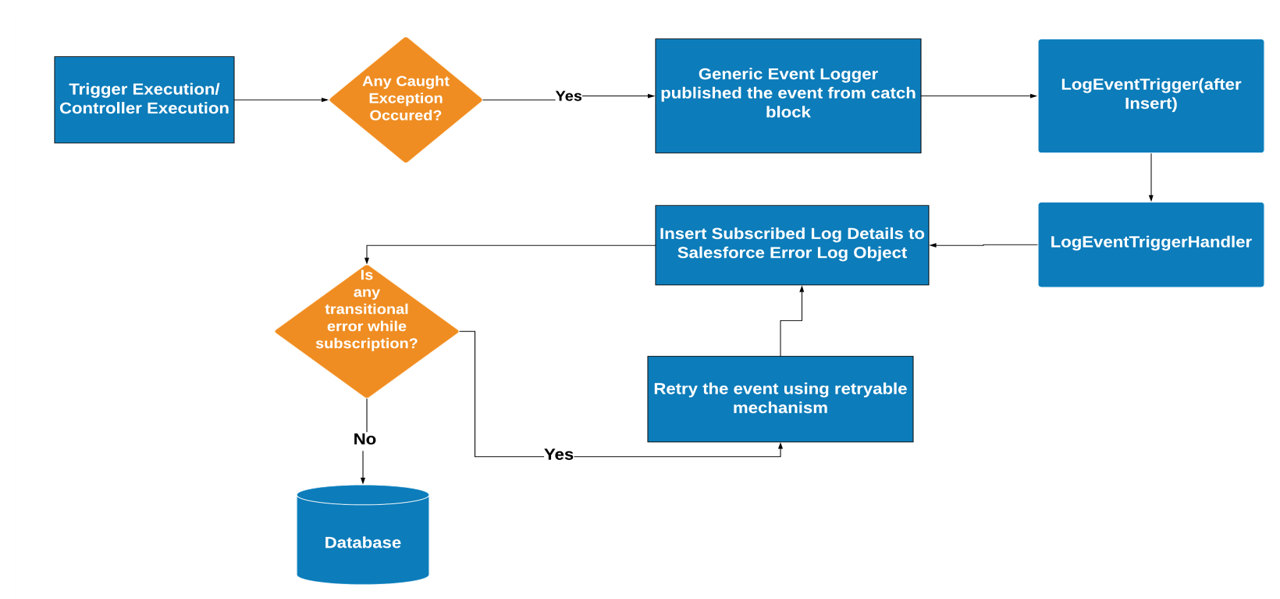 Trigger Execution/
Controller Execution
Any Caught
Exception
Occured?
Yes
Generic Event Logger
published the event from catch
block
LogEventTrigger(after
Insert)
LogEventTriggerHandler
Insert Subscribed Log Details to
Salesforce Error Log Object
Is
any
transitional
error while
subscription?
Retry the event using retryable
mechanism
No
Yes
Database